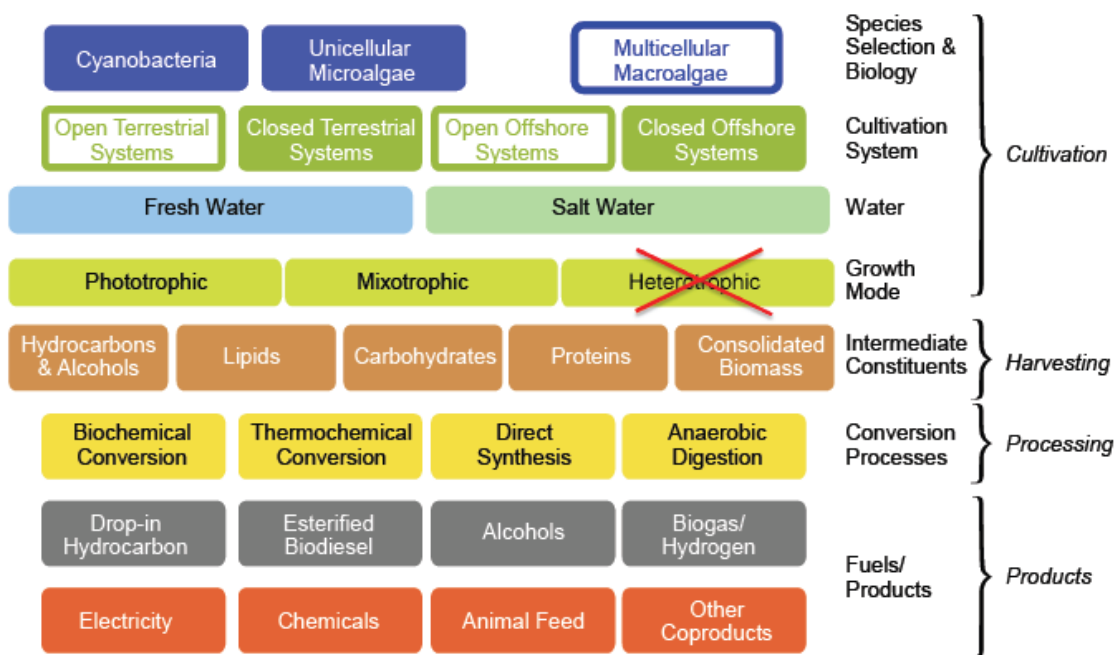 Cyanobacteria
Unicellular
Microalgae
Multicellular
Macroalgae
Species
Selection &
Biology
Open Terrestrial
Systems
Closed Terrestrial
Systems
Open Offshore
Systems
Closed Offshore
Systems
Cultivation
System
Cultivation
Fresh Water
Salt Water
Water
Phototrophic
Mixotrophic
Heterotrophic
Growth
Mode
Hydrocarbons
& Alcohols
Lipids
Carbohydrates
Proteins
Consolidated
Biomass
Intermediate
Constituents
Harvesting
Biochemical
Conversion
Thermochemical
Conversion
Direct
Synthesis
Anaerobic
Digestion
Conversion
Processes
Processing
Drop-in
Hydrocarbon
Esterified
Biodiesel
Alcohols
Biogas/
Hydrogen
Fuels/
Products
Products
Electricity
Chemicals
Animal Feed
Other
Coproducts